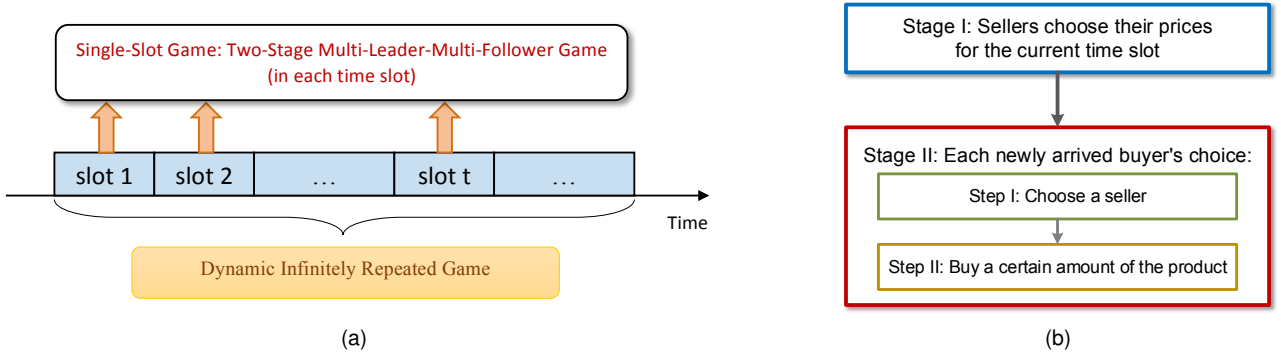 Single-Slot Game: Two-Stage Multi-Leader-Multi-Follower Game
(in each time slot)
slot 1
slot 2
...
slot t
...
Time
Dynamic Infinitely Repeated Game
(a)
Stage I: Sellers choose their prices
for the current time slot
Stage II: Each newly arrived buyer's choice:
Step I: Choose a seller
Step II: Buy a certain amount of the product
(b)